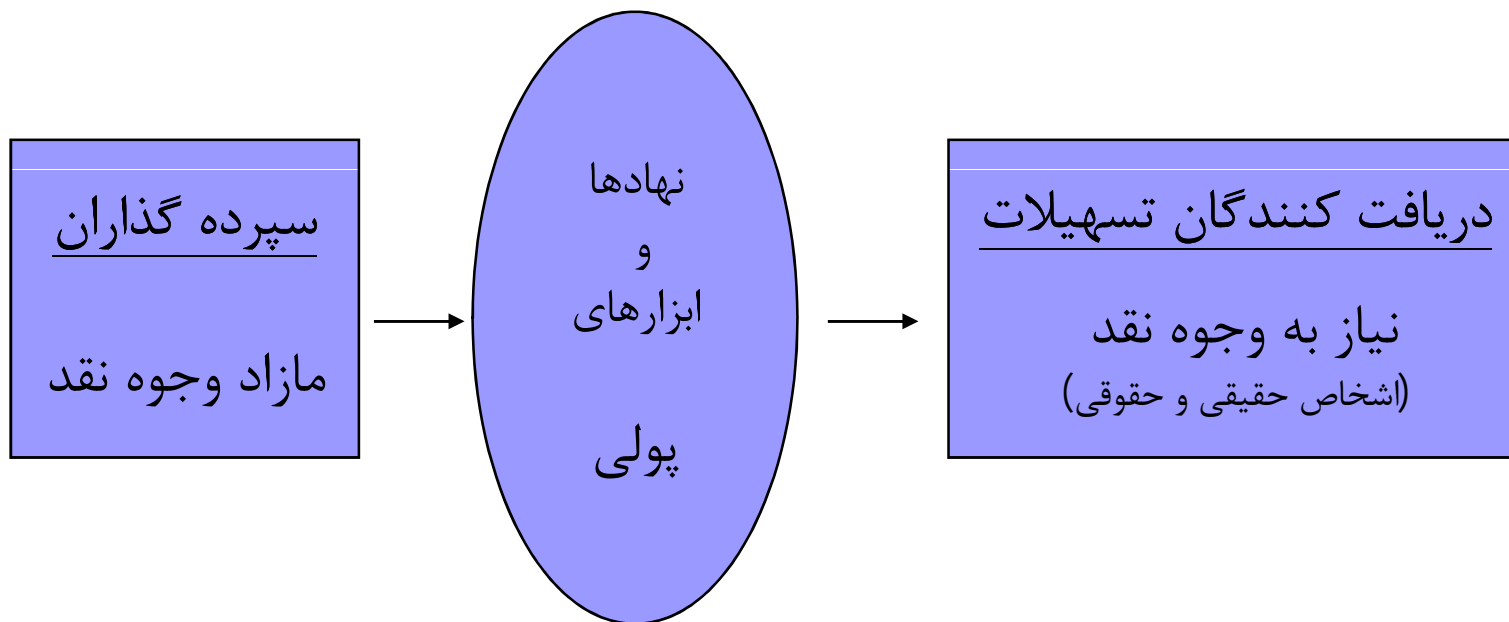 سپرده گذاران
مازاد وجوه نقد
نهادها
و
ابزارهای
پولی
دریافت کنندگان تسهیلات
نیاز به وجوه نقد
(اشخاص حقیقی و حقوقی)